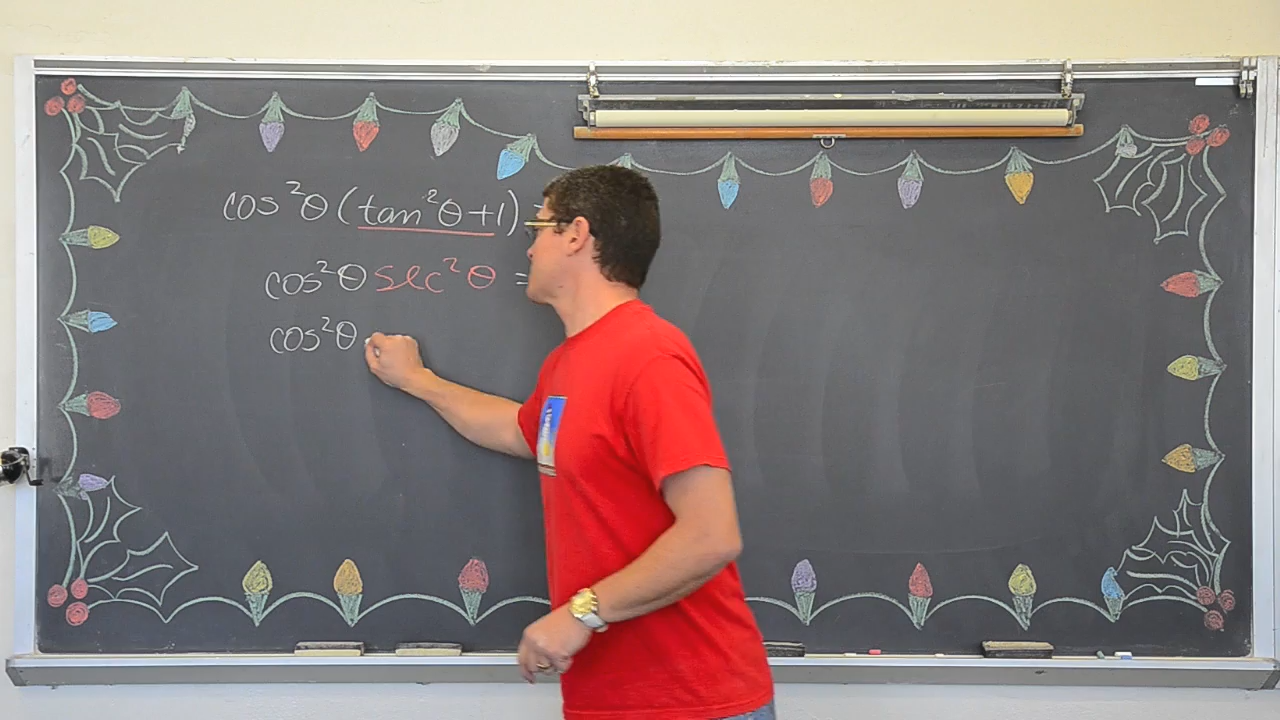 cos²θ(tan²θ+1) =
cos²θ sec²θ =
cos²θ